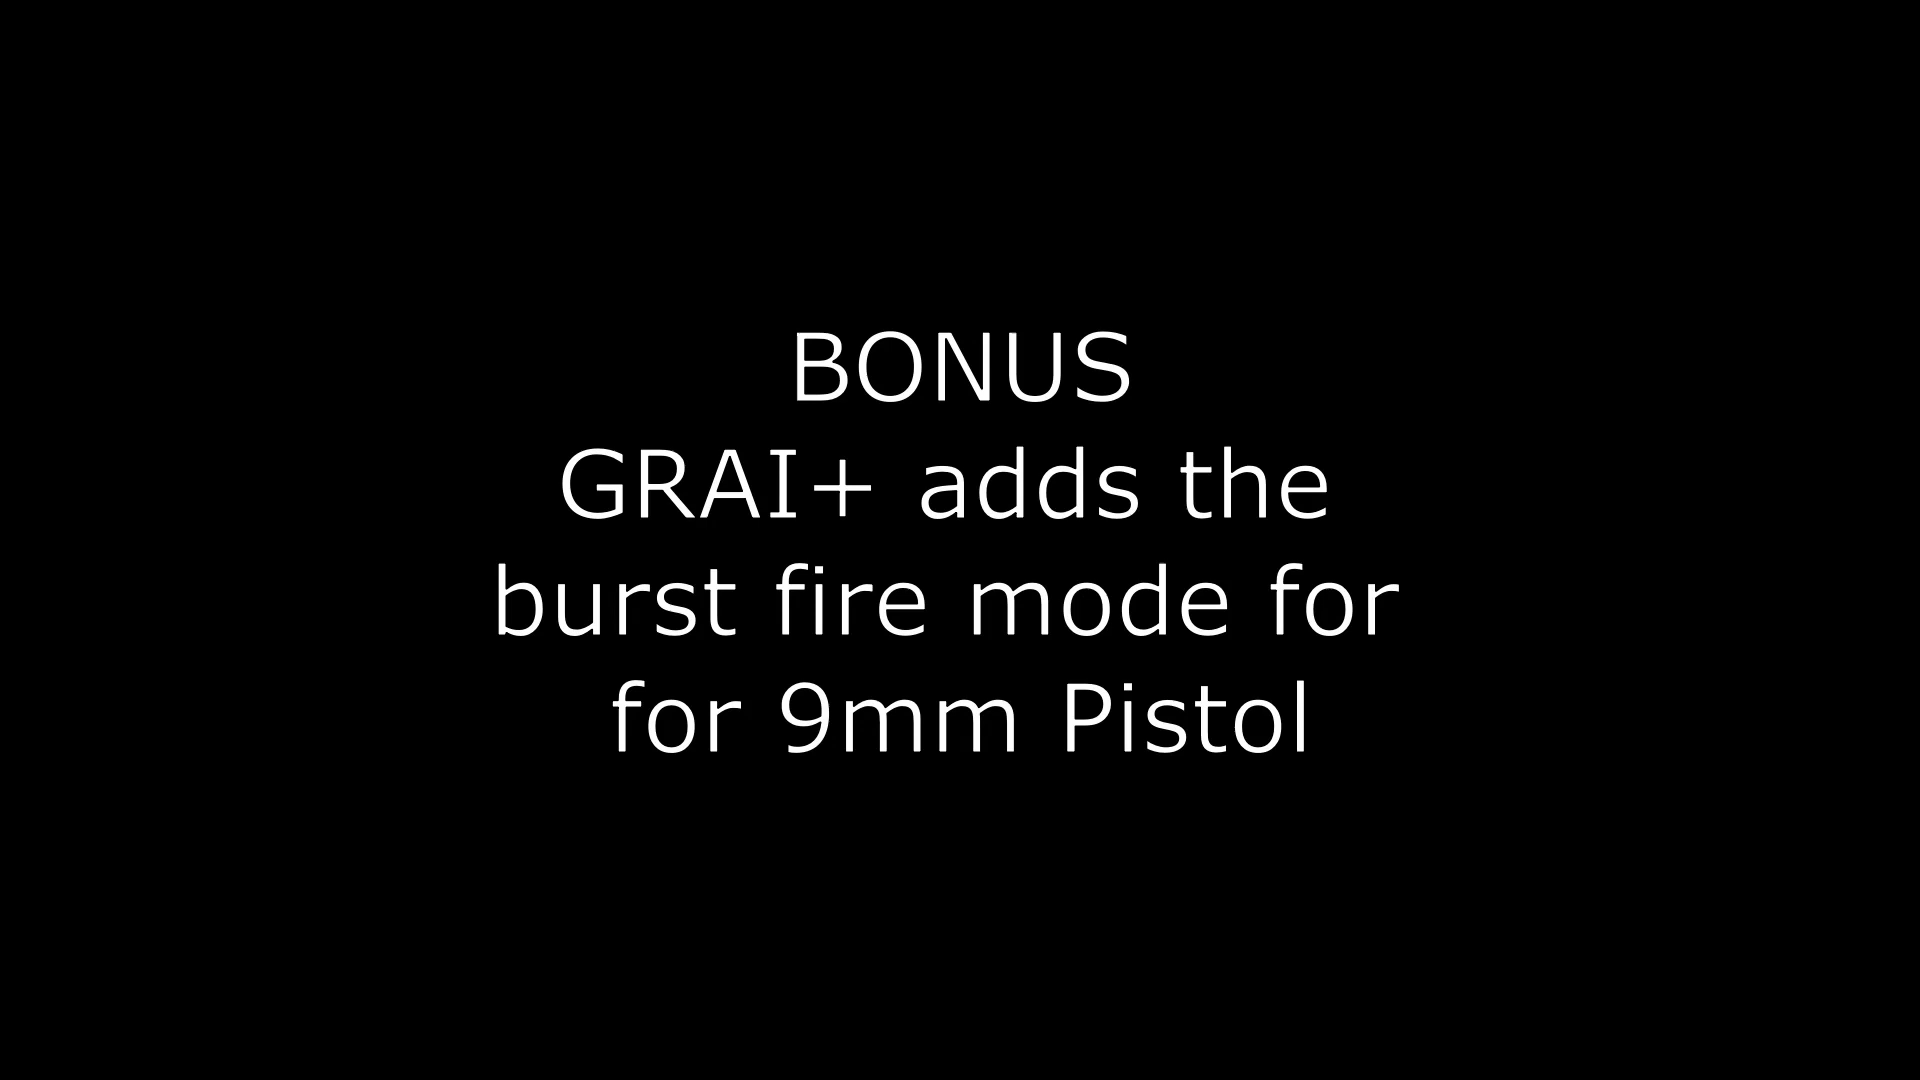 BONUS
GRAI+ adds the
burst fire mode for
for 9mm Pistol